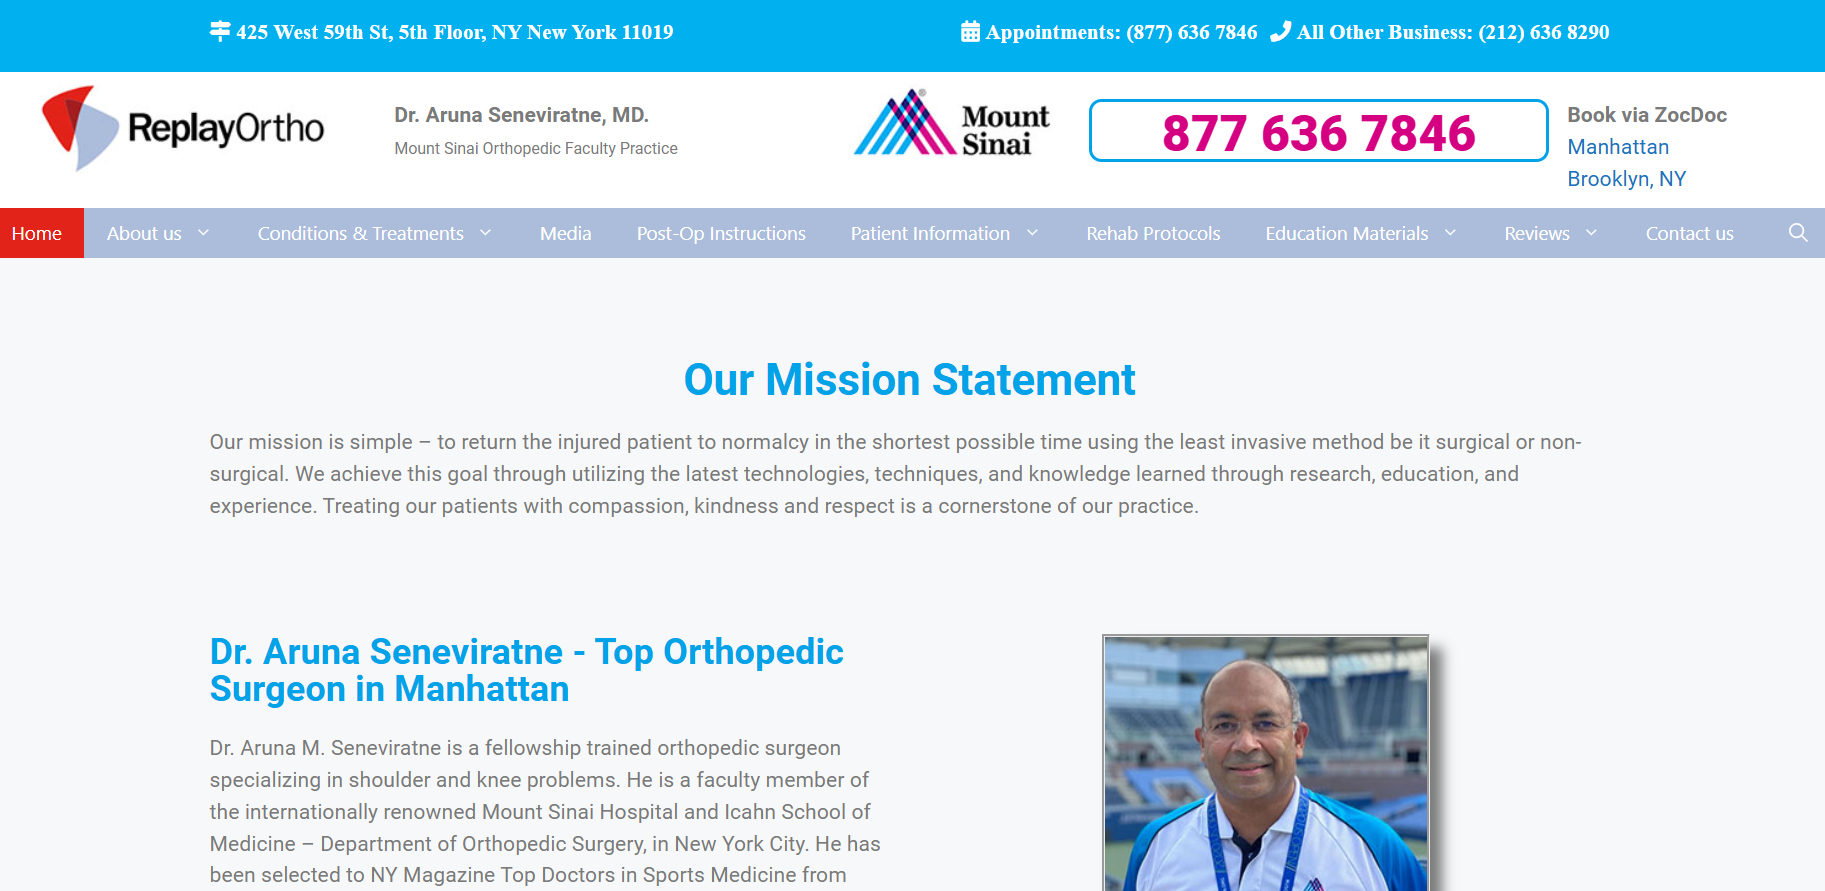 425 West 59th St, 5th Floor, NY New York 11019
Appointments: (877) 636 7846 All Other Business: (212) 636 8290
ReplayOrtho
Dr. Aruna Seneviratne, MD.
Mount Sinai Orthopedic Faculty Practice
Mount
Sinai
®
877 636 7846
Book via ZocDoc
Manhattan
Brooklyn, NY
Home About us Conditions & Treatments Media Post-Op Instructions Patient Information Rehab Protocols Education Materials Reviews Contact us
Our Mission Statement
Our mission is simple – to return the injured patient to normalcy in the shortest possible time using the least invasive method be it surgical or non-
surgical. We achieve this goal through utilizing the latest technologies, techniques, and knowledge learned through research, education, and
experience. Treating our patients with compassion, kindness and respect is a cornerstone of our practice.
Dr. Aruna Seneviratne - Top Orthopedic
Surgeon in Manhattan
Dr. Aruna M. Seneviratne is a fellowship trained orthopedic surgeon
specializing in shoulder and knee problems. He is a faculty member of
the internationally renowned Mount Sinai Hospital and Icahn School of
Medicine – Department of Orthopedic Surgery, in New York City. He has
been selected to NY Magazine Top Doctors in Sports Medicine from